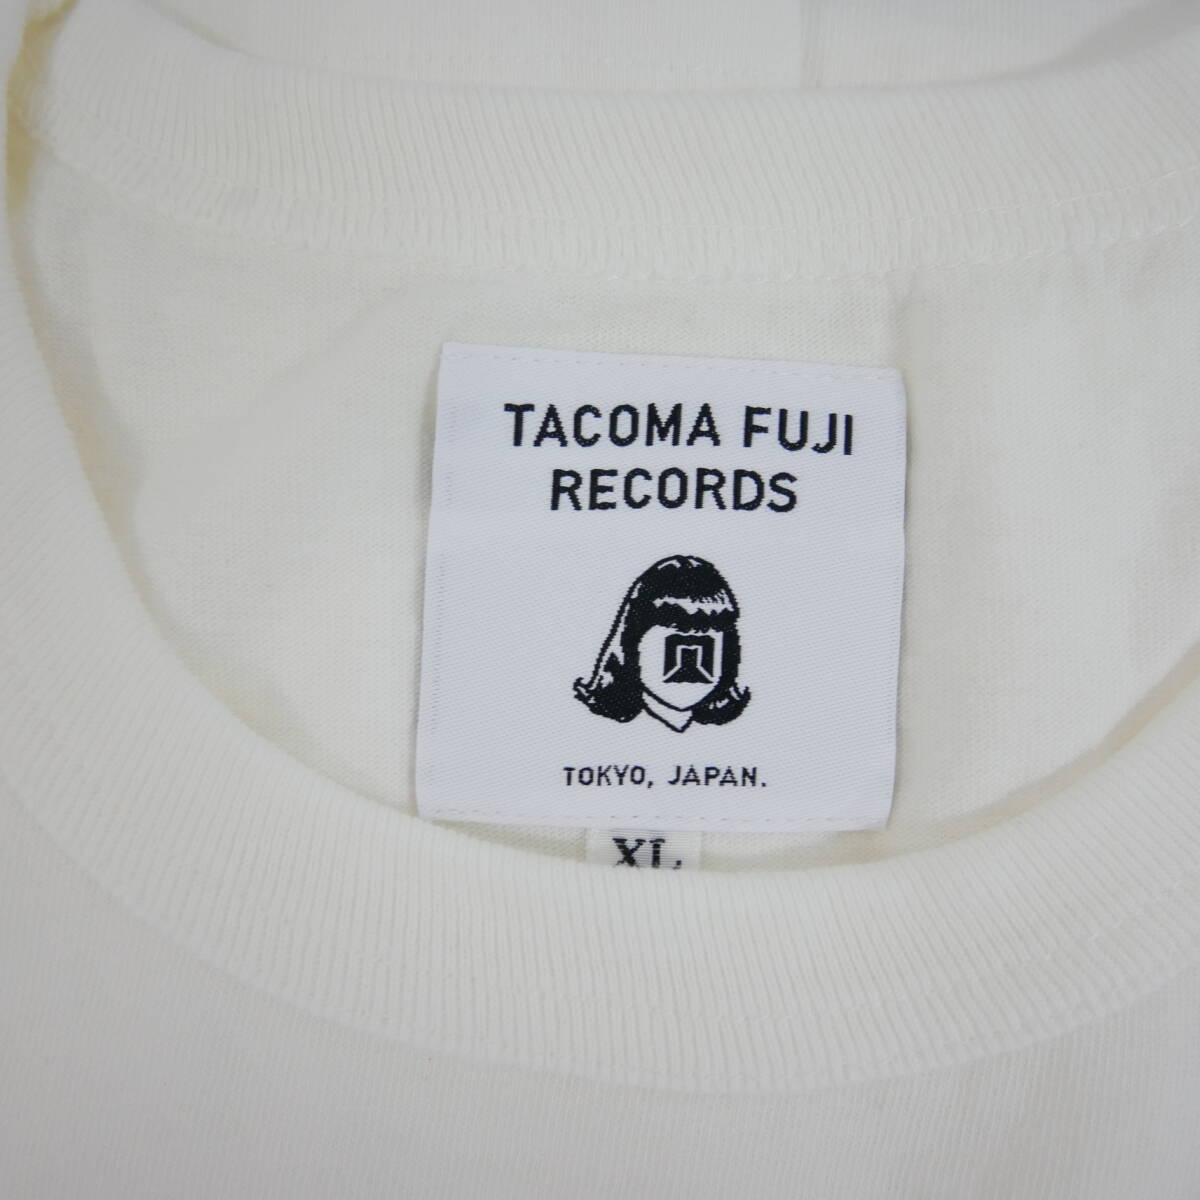 TACOMA FUJI
RECORDS
TOKYO, JAPAN.
XL